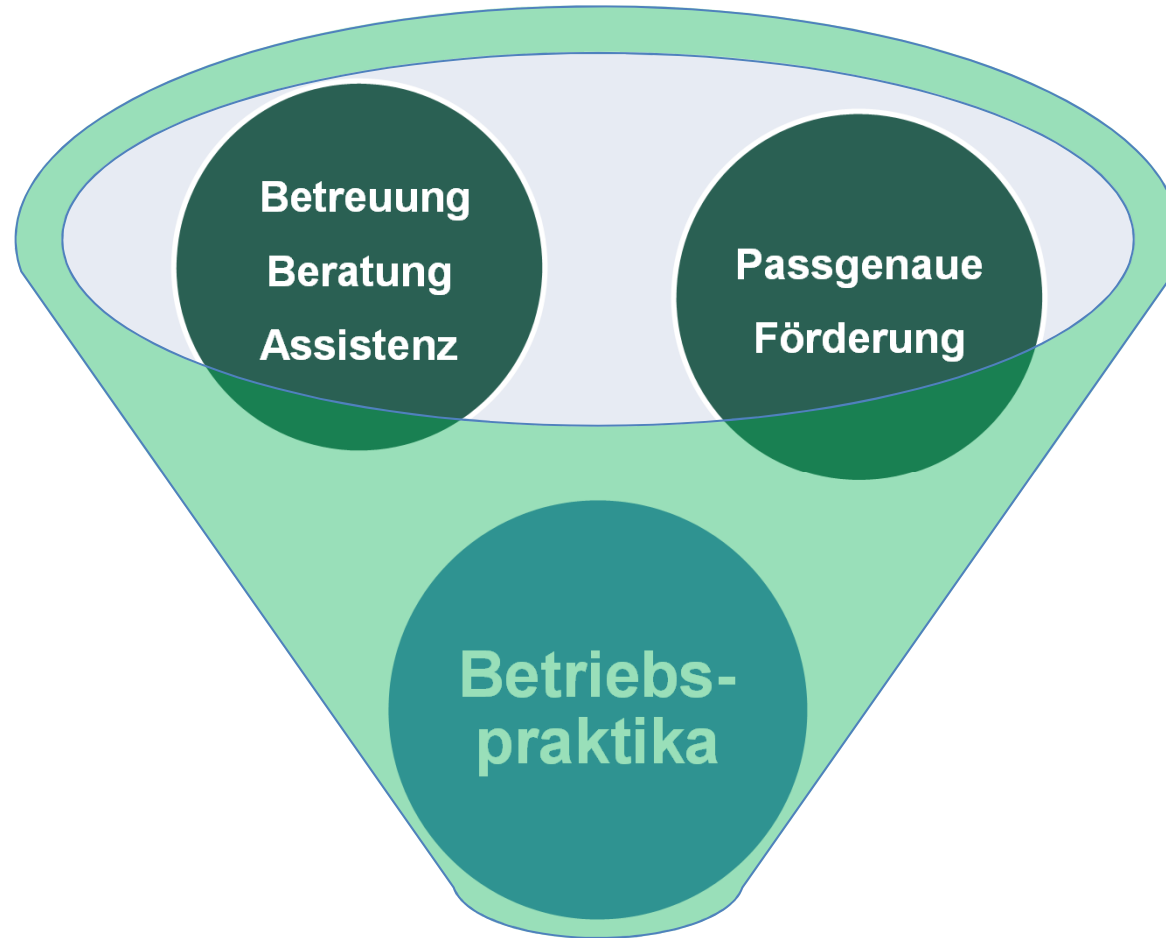 Betreuung
Beratung
Assistenz
Passgenaue
Förderung
Betriebs-
praktika